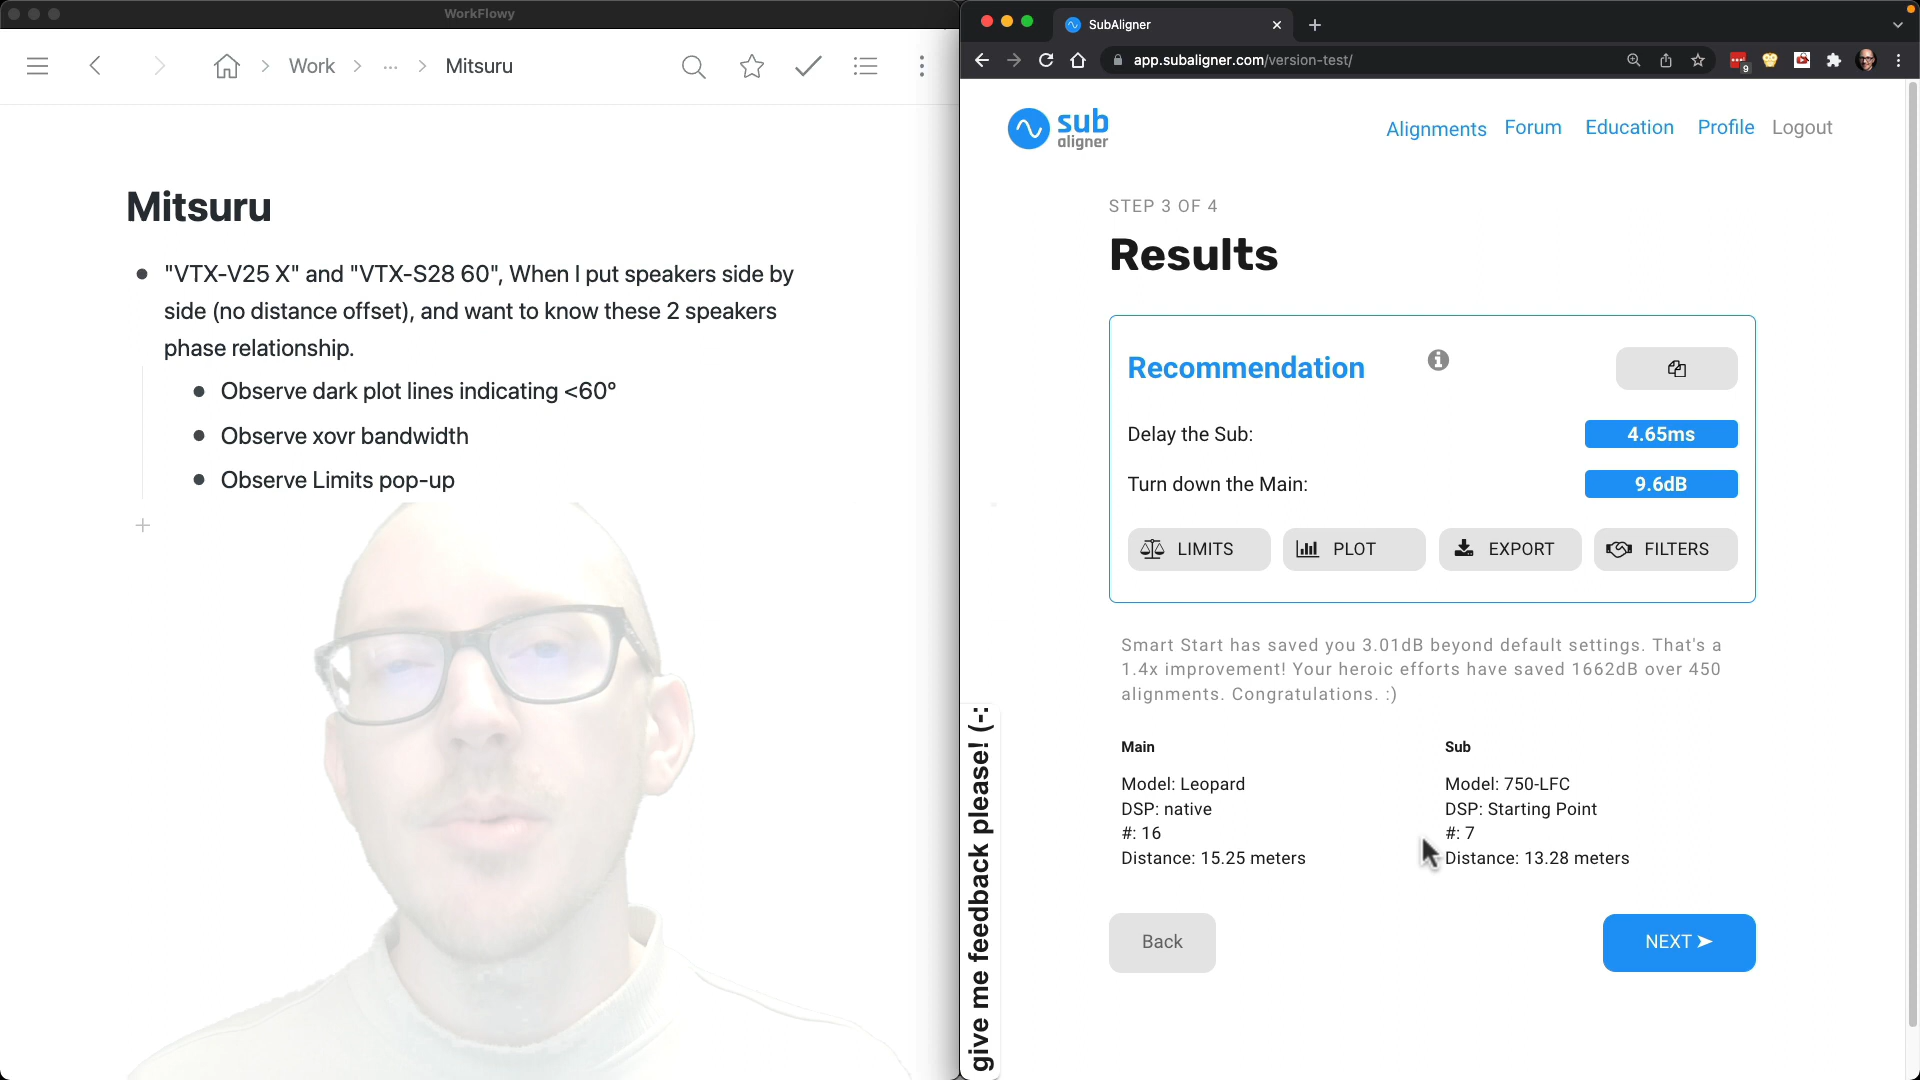 WorkFlowy
Work
...
Mitsuru
Mitsuru
"VTX-V25 X" and "VTX-S28 60", When I put speakers side by
side (no distance offset), and want to know these 2 speakers
phase relationship.
Observe dark plot lines indicating <60°
Observe xovr bandwidth
Observe Limits pop-up
SubAligner
app.subaligner.com/version-test/
9
sub
aligner
Alignments
Forum
Education
Profile
Logout
STEP 3 OF 4
Results
Recommendation
Delay the Sub:
4.65ms
Turn down the Main:
9.6dB
LIMITS
PLOT
EXPORT
FILTERS
Smart Start has saved you 3.01dB beyond default settings. That's a
1.4x improvement! Your heroic efforts have saved 1662dB over 450
alignments. Congratulations. :)
Main
Model: Leopard
DSP: native
#: 16
Distance: 15.25 meters
Sub
Model: 750-LFC
DSP: Starting Point
#: 7
Distance: 13.28 meters
Back
NEXT ➤
give me feedback please! (-: